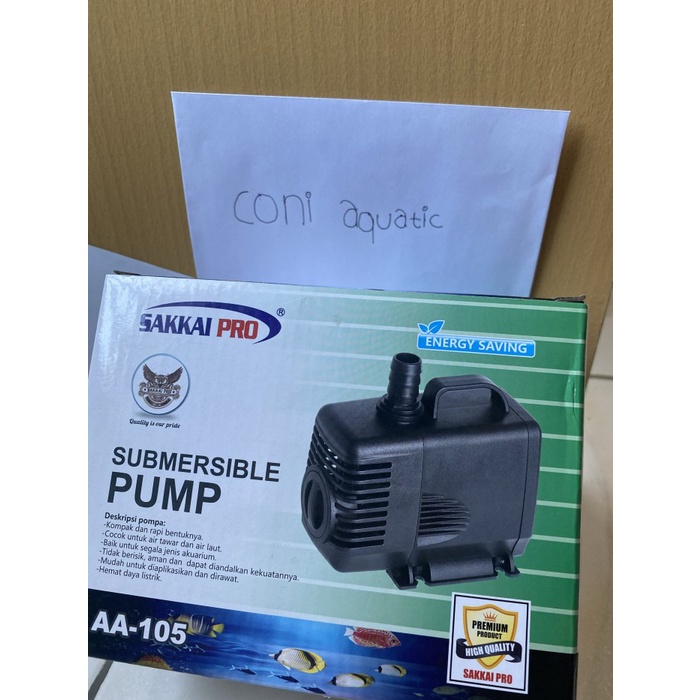 coni aquatic
SAKKAI PRO®
ENERGY SAVING
Quality is our pride
SUBMERSIBLE
PUMP
Deskripsi pompa:
-Kompak dan rapi bentuknya.
-Cocok untuk air tawar dan air laut.
-Baik untuk segala jenis akuarium.
-Tidak berisik, aman dan dapat diandalkan kekuatannya.
-Mudah untuk diaplikasikan dan dirawat.
-Hemat daya listrik.
AA-105
PREMIUM
PRODUCT
HIGH QUALITY
SAKKAI PRO